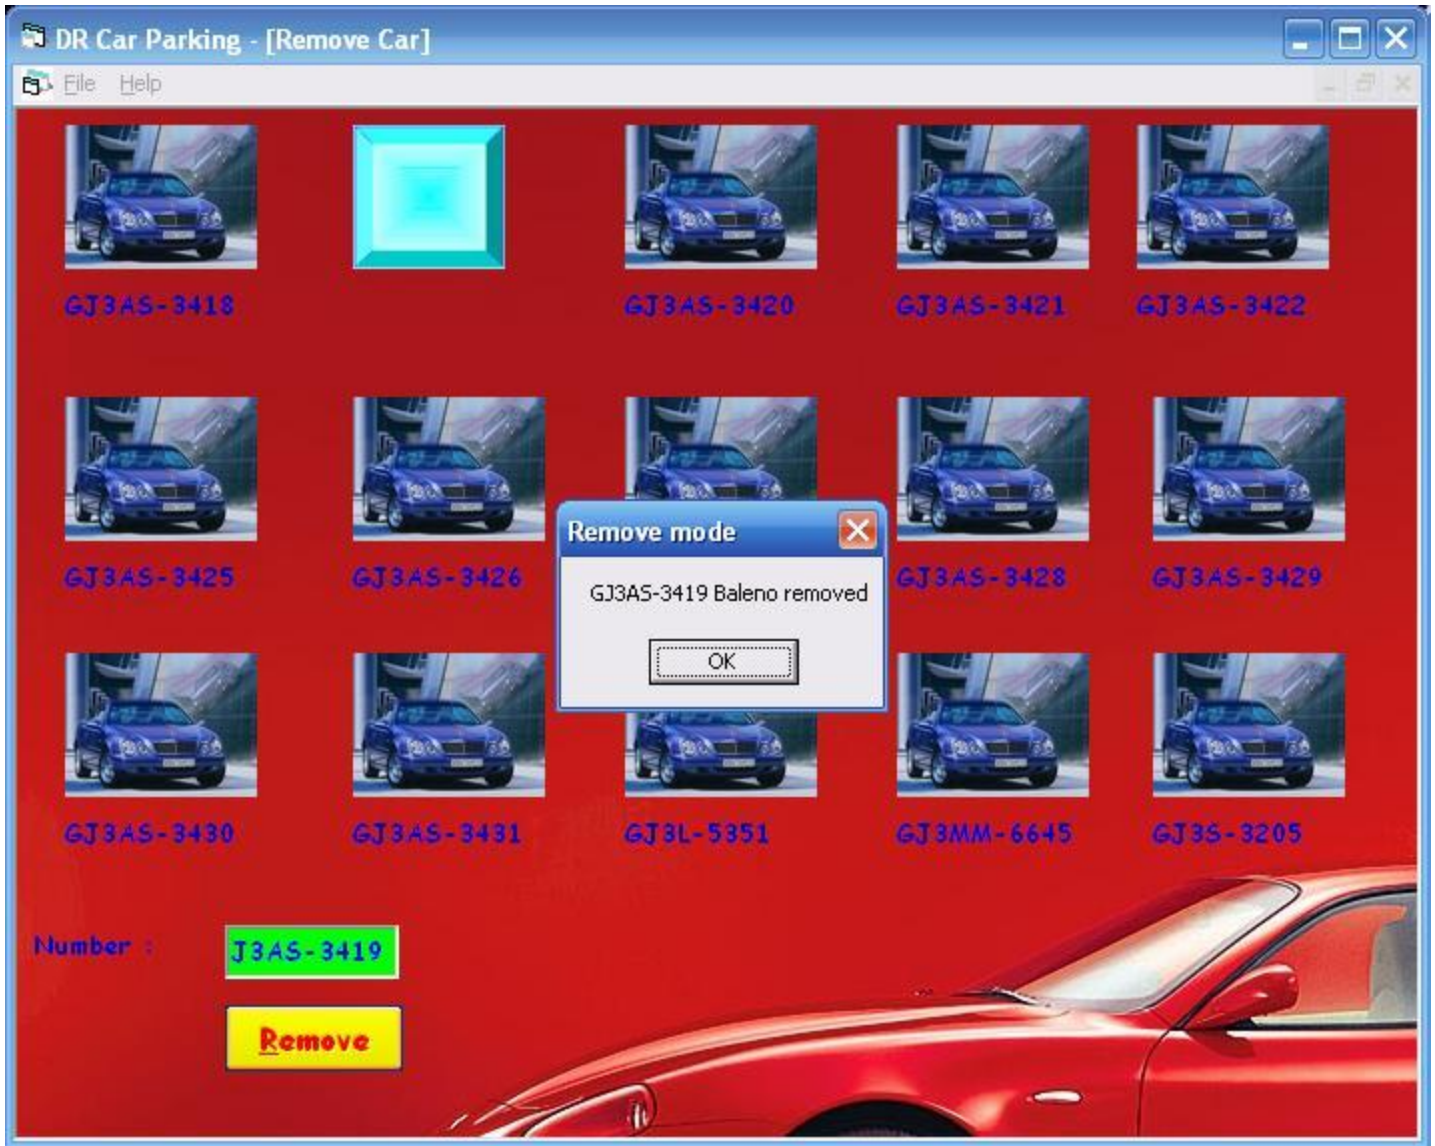 DR Car Parking - [Remove Car]
File Help
GJ3AS-3418 GJ3AS-3420 GJ3AS-3421 GJ3AS-3422
GJ3AS-3425 GJ3AS-3426 GJ3AS-3428 GJ3AS-3429
Remove mode
GJ3AS-3419 Baleno removed
OK
GJ3AS-3430 GJ3AS-3431 GJ3L-5351 GJ3MM-6645 GJ3S-3205
Number : J3AS-3419
Remove